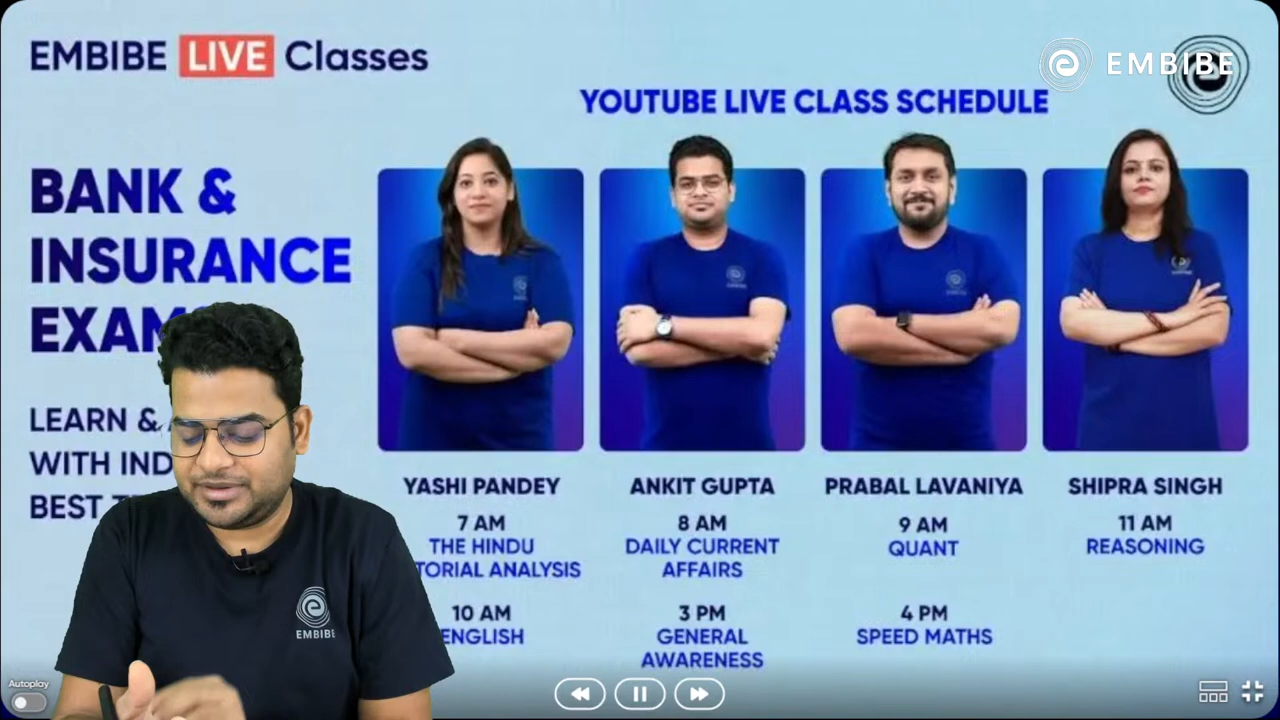 EMBIBE LIVE Classes
EMBIBE
YOUTUBE LIVE CLASS SCHEDULE
BANK &
INSURANCE
EXAM
LEARN &
WITH IND
BEST
YASHI PANDEY
7 AM
THE HINDU
TORIAL ANALYSIS
10 AM
ENGLISH
ANKIT GUPTA
8 AM
DAILY CURRENT
AFFAIRS
3 PM
GENERAL
AWARENESS
PRABAL LAVANIYA
9 AM
QUANT
4 PM
SPEED MATHS
SHIPRA SINGH
11 AM
REASONING
EMBIBE
Autoplay